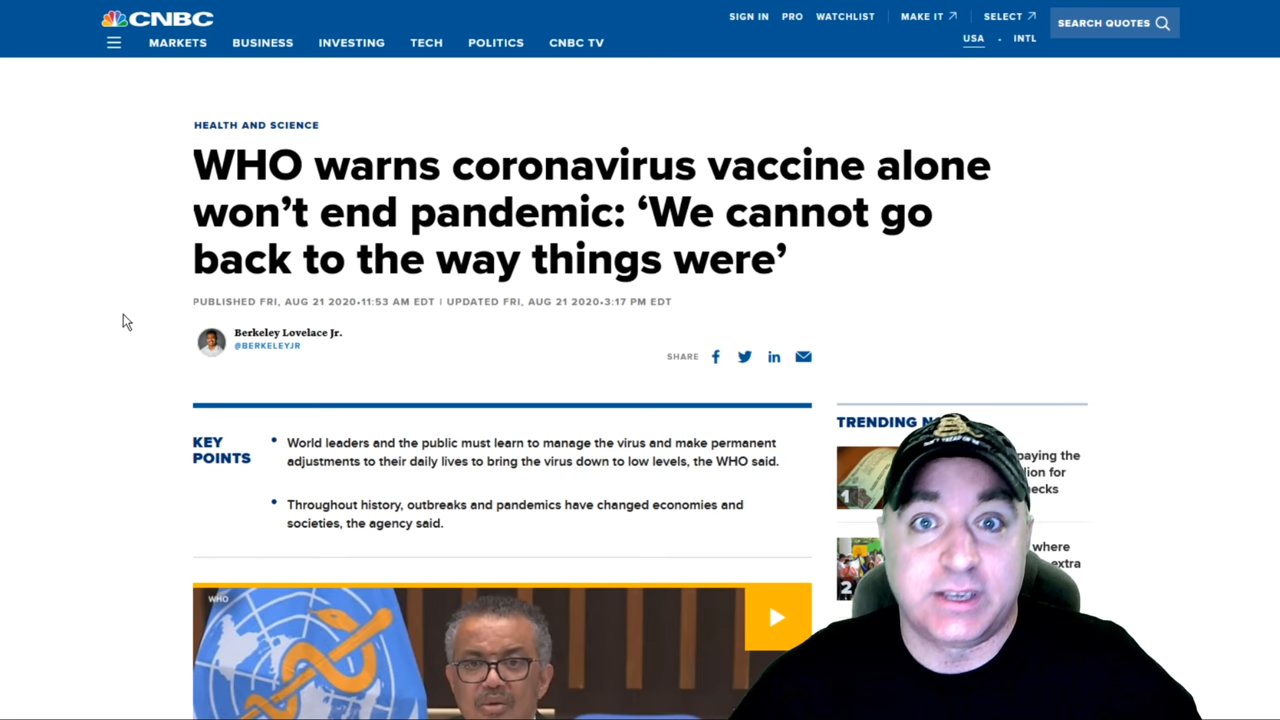 CNBC
SIGN IN PRO WATCHLIST MAKE IT SELECT
SEARCH QUOTES
USA · INTL
MARKETS BUSINESS INVESTING TECH POLITICS CNBC TV
HEALTH AND SCIENCE
WHO warns coronavirus vaccine alone
won’t end pandemic: ‘We cannot go
back to the way things were’
PUBLISHED FRI, AUG 21 2020•11:53 AM EDT | UPDATED FRI, AUG 21 2020•3:17 PM EDT
Berkeley Lovelace Jr.
@BERKELEYJR
SHARE
KEY
POINTS
• World leaders and the public must learn to manage the virus and make permanent
adjustments to their daily lives to bring the virus down to low levels, the WHO said.
• Throughout history, outbreaks and pandemics have changed economies and
societies, the agency said.
WHO
TRENDING
paying the
for
1
where
extra
2
DON'T TREAD ON ME